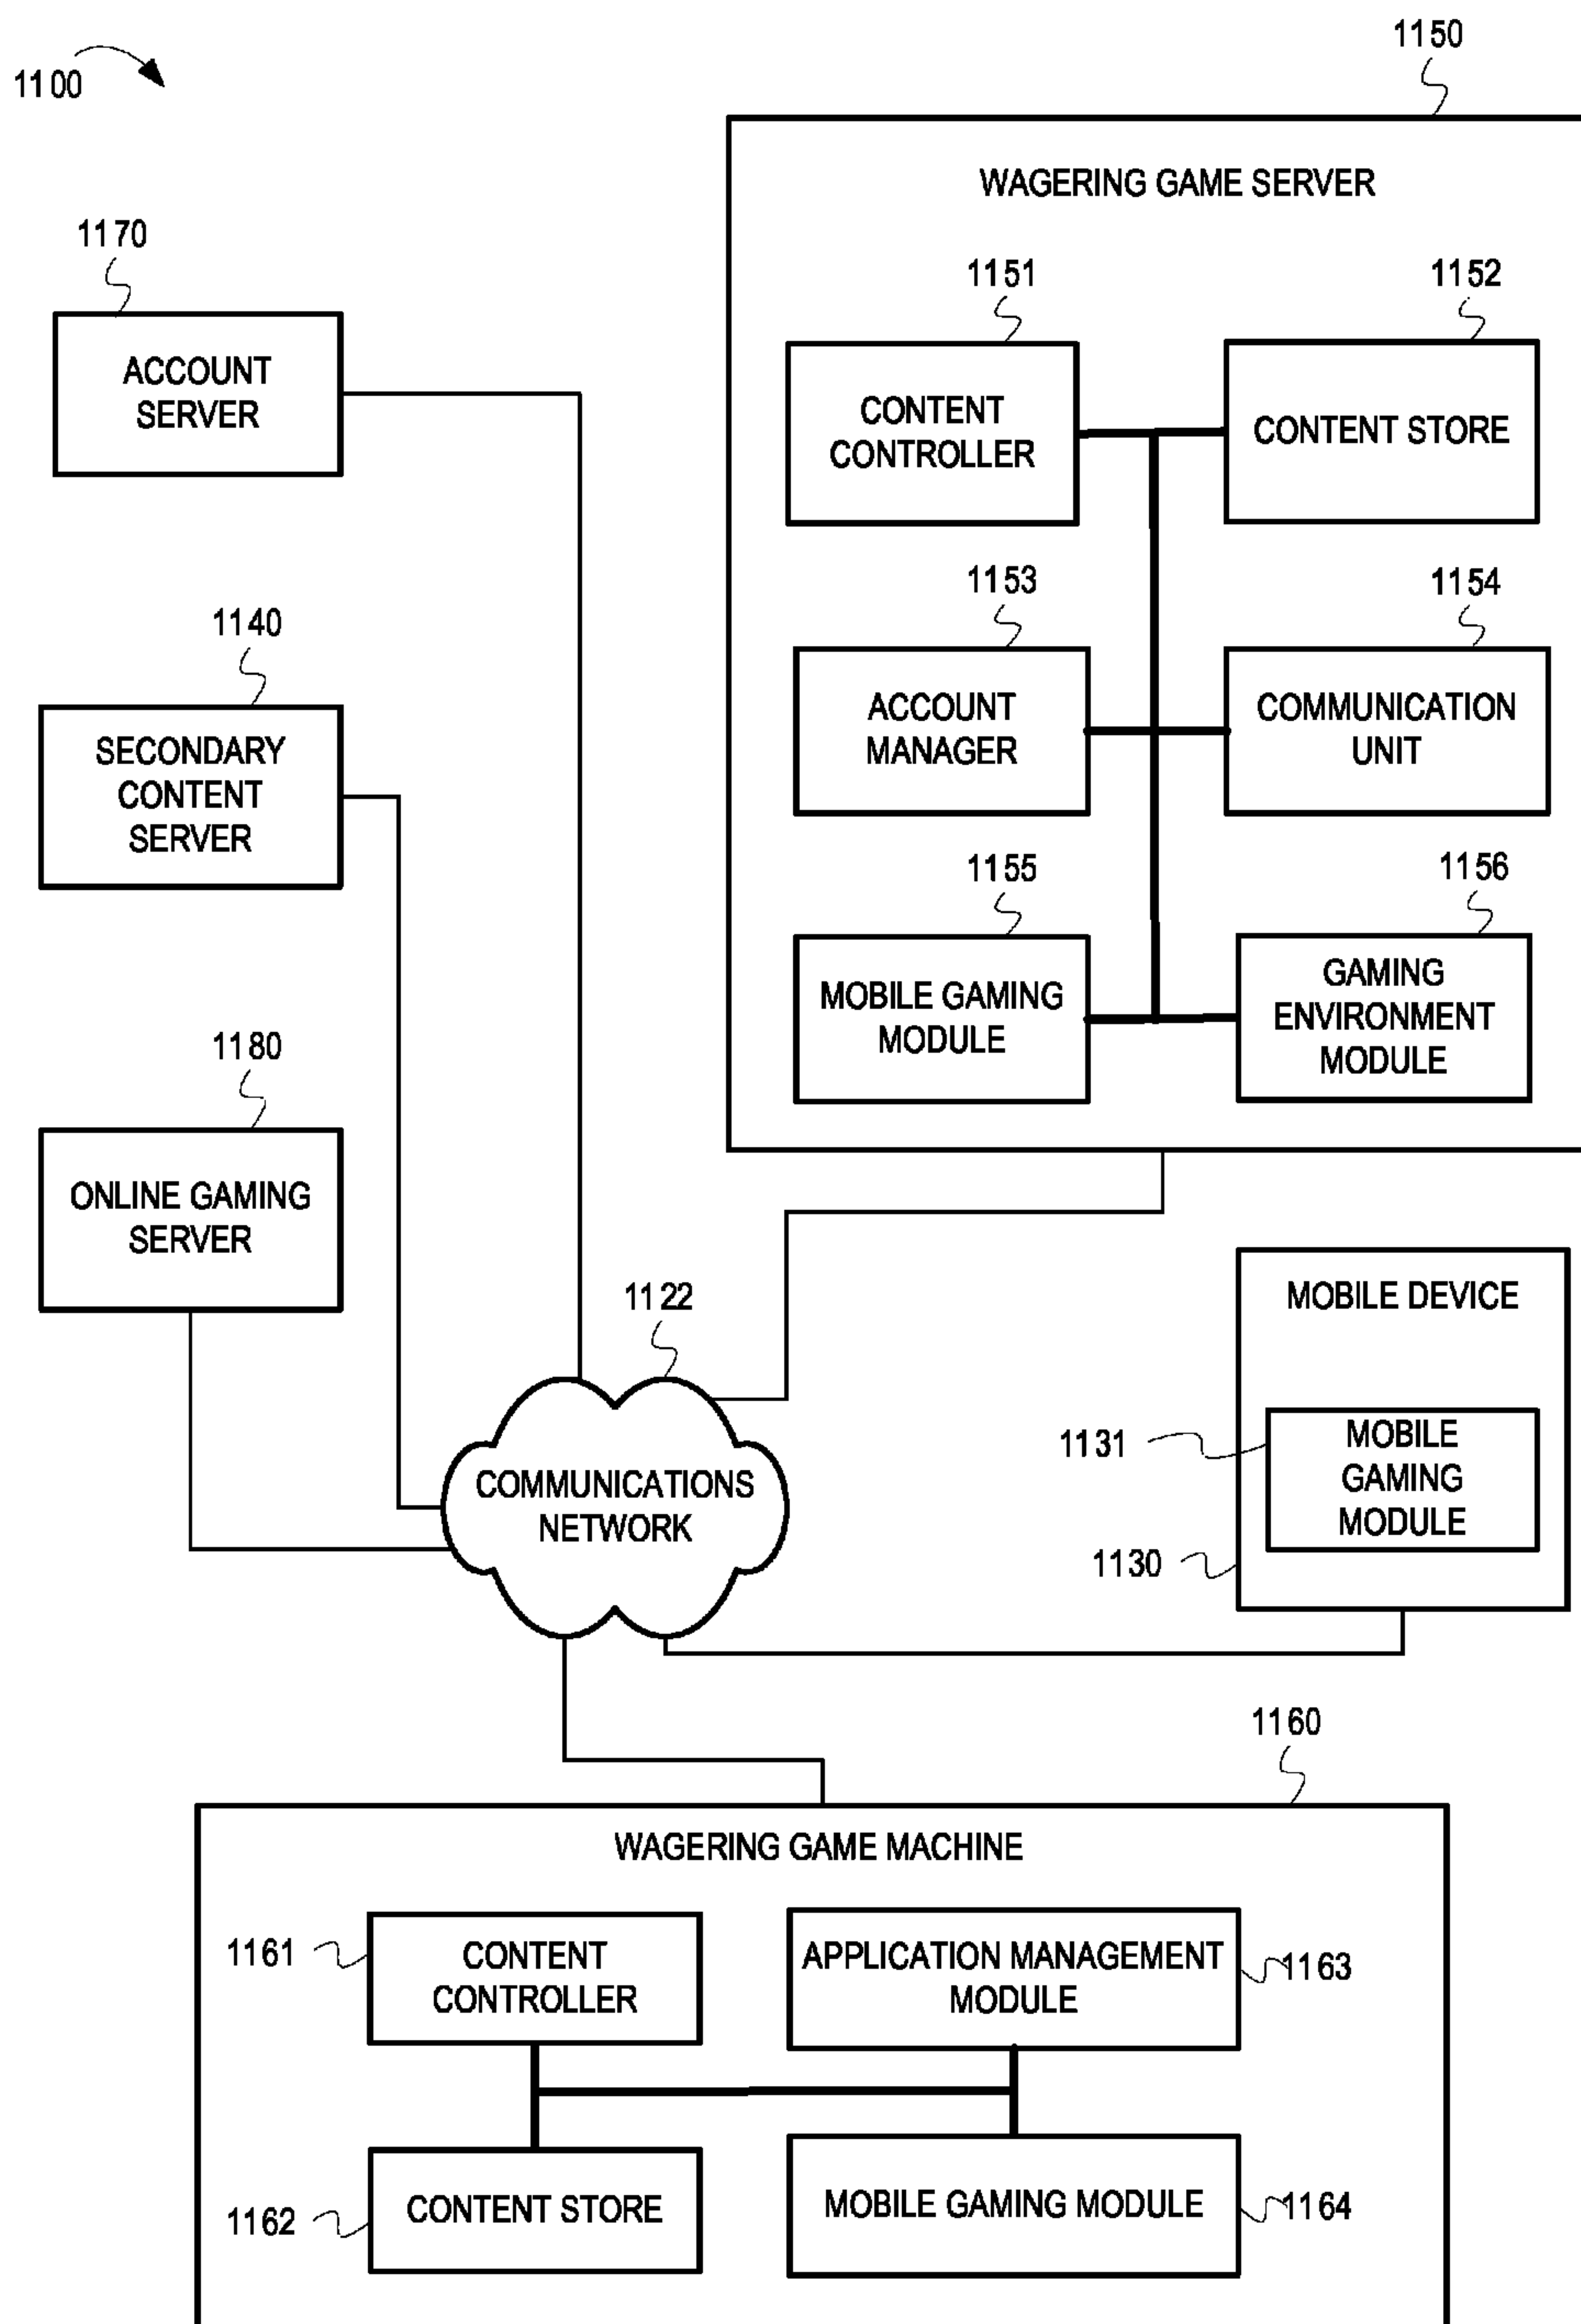 1100
1150
WAGERING GAME SERVER
1170
ACCOUNT
SERVER
1151
CONTENT
CONTROLLER
1152
CONTENT STORE
1153
ACCOUNT
MANAGER
1154
COMMUNICATION
UNIT
1140
SECONDARY
CONTENT
SERVER
1155
MOBILE GAMING
MODULE
1156
GAMING
ENVIRONMENT
MODULE
1180
ONLINE GAMING
SERVER
1122
COMMUNICATIONS
NETWORK
MOBILE DEVICE
1131
MOBILE
GAMING
MODULE
1130
1160
WAGERING GAME MACHINE
1161
CONTENT
CONTROLLER
APPLICATION MANAGEMENT
MODULE
1163
1162
CONTENT STORE
MOBILE GAMING MODULE
1164